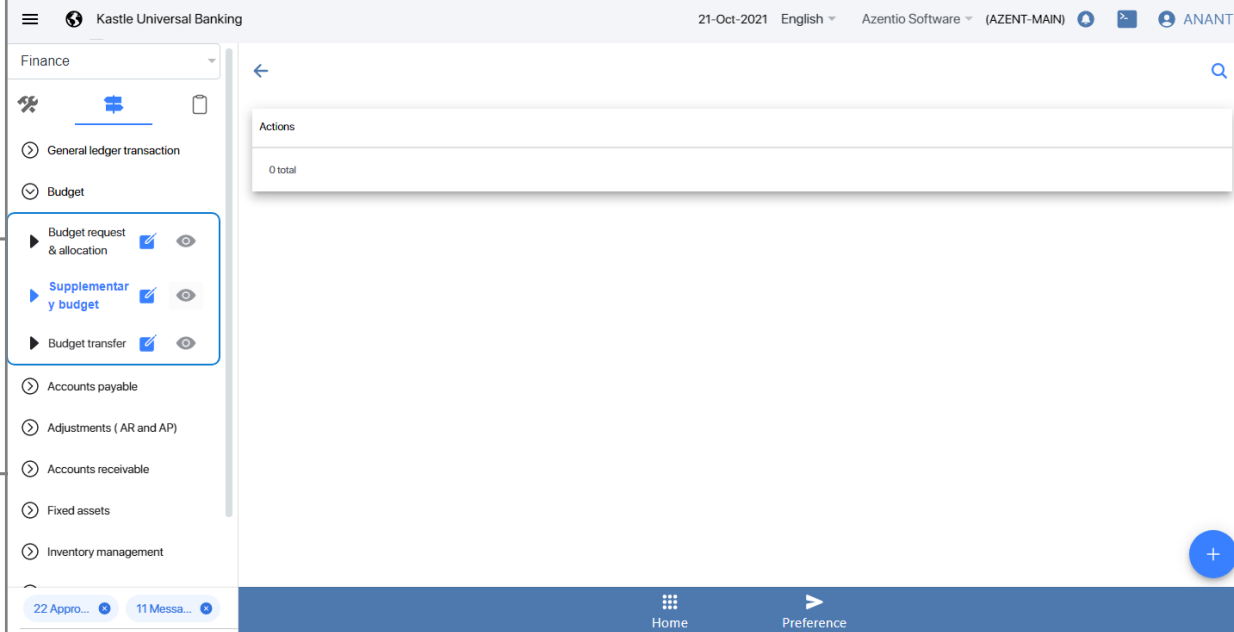 Kastle Universal Banking
21-Oct-2021 English Azentio Software (AZENT-MAIN) ANANT
Finance
Actions
0 total
General ledger transaction
Budget
Budget request
& allocation
Supplementar
y budget
Budget transfer
Accounts payable
Adjustments ( AR and AP)
Accounts receivable
Fixed assets
Inventory management
22 Appro...
11 Messa...
Home
Preference